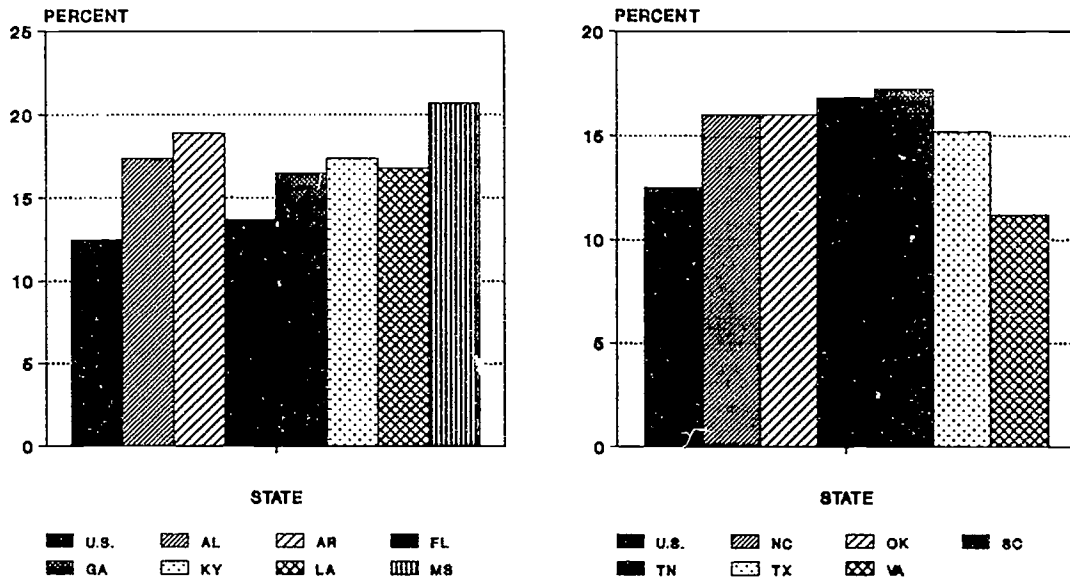 PERCENT
25
20
15
10
5
0
STATE
U.S. AL AR FL
GA KY LA MS
PERCENT
20
15
10
5
0
STATE
U.S. NC OK SC
TN TX VA